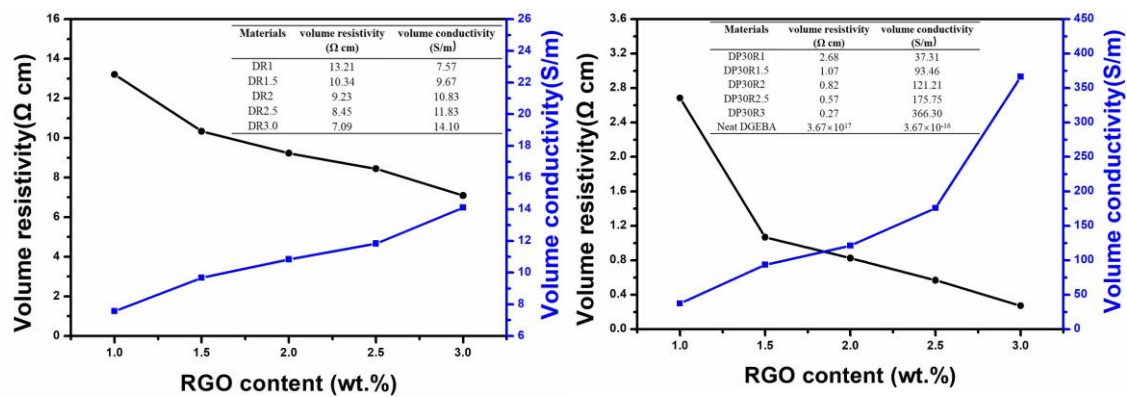 Volume resistivity(Ω cm)
16
14
12
10
8
6
4
2
0
Materials volume resistivity volume conductivity
(Ω cm) (S/m)
DR1 13.21 7.57
DR1.5 10.34 9.67
DR2 9.23 10.83
DR2.5 8.45 11.83
DR3.0 7.09 14.10
26
24
22
20
18
16
14
12
10
8
6
Volume conductivity(S/m)
1.0 1.5 2.0 2.5 3.0
RGO content (wt.%)
Volume resistivity(Ω cm)
3.6
3.2
2.8
2.4
2.0
1.6
1.2
0.8
0.4
0.0
Materials volume resistivity volume conductivity
(Ω cm) (S/m)
DP30R1 2.68 37.31
DP30R1.5 1.07 93.46
DP30R2 0.82 121.21
DP30R2.5 0.57 175.75
DP30R3 0.27 366.30
Neat DGEBA 3.67×10¹⁷ 3.67×10⁻¹⁶
450
400
350
300
250
200
150
100
50
0
Volume conductivity(S/m)
1.0 1.5 2.0 2.5 3.0
RGO content (wt.%)